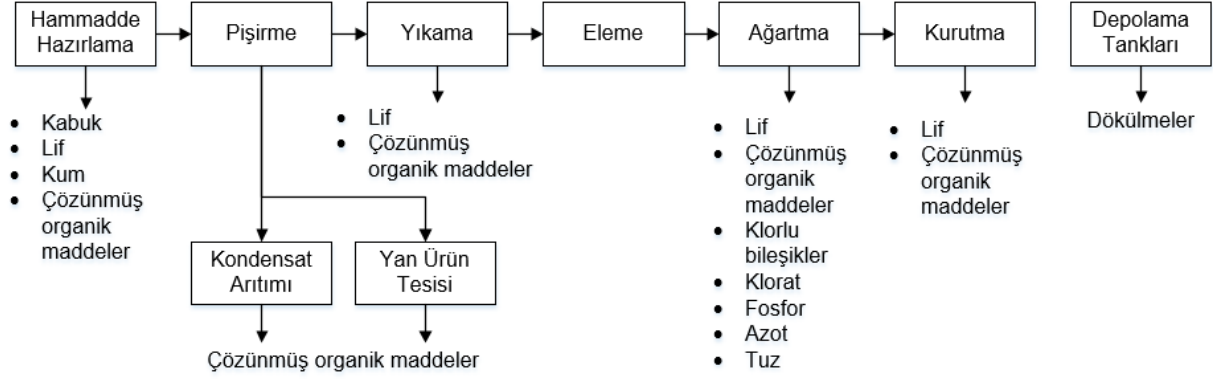 Hammadde
Hazırlama
Pişirme
Yıkama
Eleme
Ağartma
Kurutma
Depolama
Tankları
• Kabuk
• Lif
• Kum
• Çözünmüş
organik
maddeler
• Lif
• Çözünmüş
organik maddeler
• Lif
• Çözünmüş
organik
maddeler
• Klorlu
bileşikler
• Klorat
• Fosfor
• Azot
• Tuz
• Lif
• Çözünmüş
organik
maddeler
Dökülmeler
Kondensat
Arıtımı
Yan Ürün
Tesisi
Çözünmüş organik maddeler